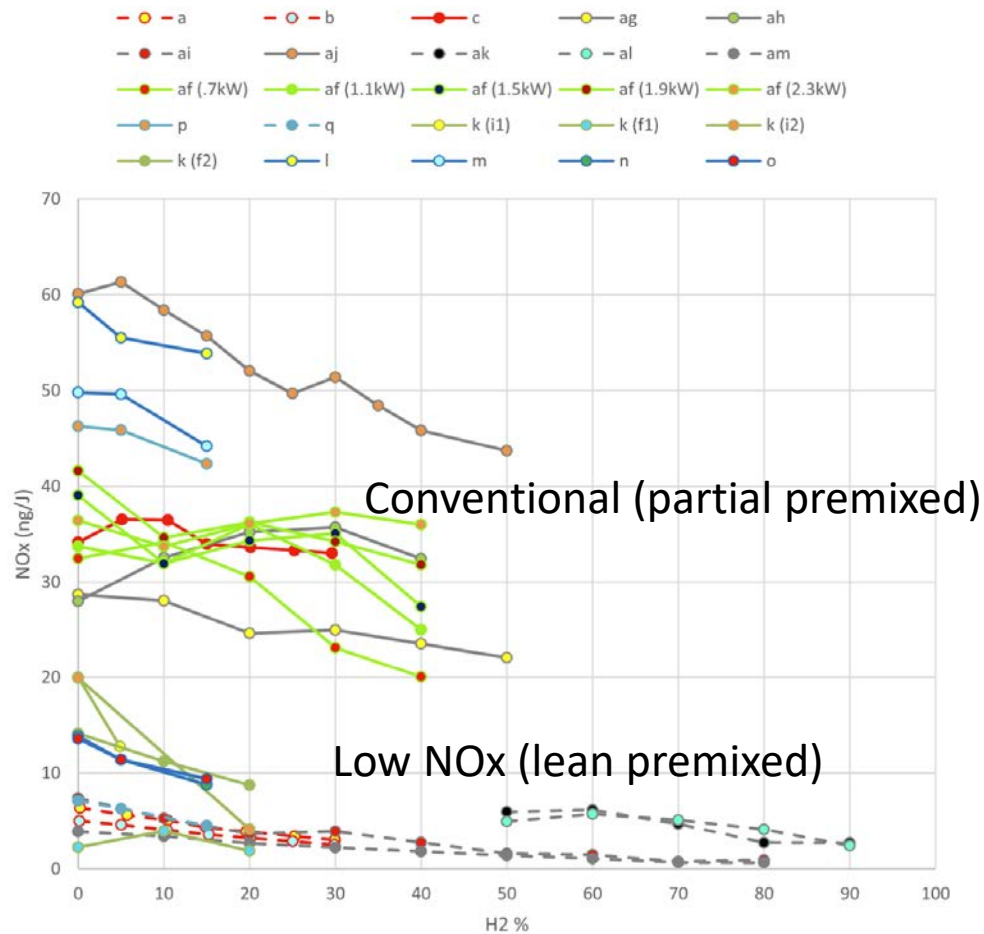 a b c ag ah
ai aj ak al am
af (.7kW) af (1.1kW) af (1.5kW) af (1.9kW) af (2.3kW)
p q k (i1) k (f1) k (i2)
k (f2) l m n o
70
60
50
40
30
20
10
0
NOx (ng/J)
Conventional (partial premixed)
Low NOx (lean premixed)
0 10 20 30 40 50 60 70 80 90 100
H2 %